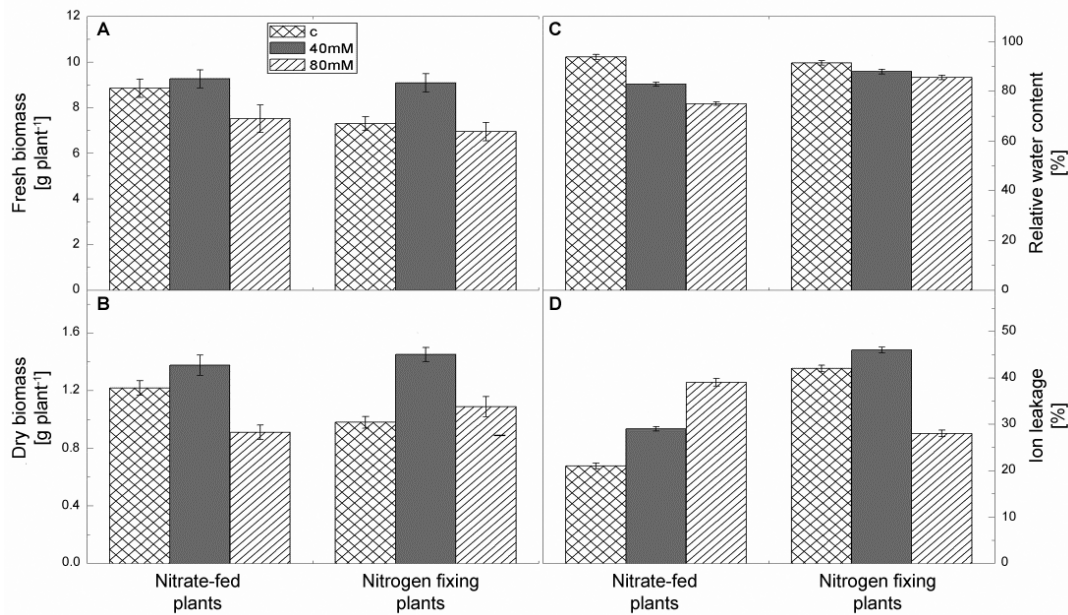 A
c
40mM
80mM
12
10
8
6
4
2
0
Fresh biomass
[g plant⁻¹]
C
100
80
60
40
20
0
Relative water content
[%]
B
1.6
1.2
0.8
0.4
0.0
Dry biomass
[g plant⁻¹]
Nitrate-fed
plants
Nitrogen fixing
plants
D
50
40
30
20
10
0
Ion leakage
[%]
Nitrate-fed
plants
Nitrogen fixing
plants